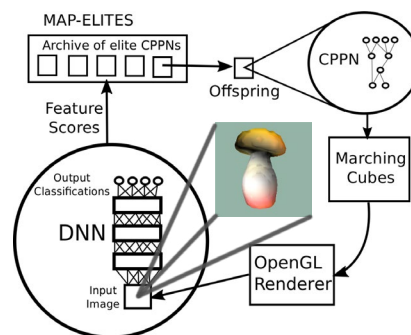 MAP-ELITES
Archive of elite CPPNs
Offspring
CPPN
Feature
Scores
Marching
Cubes
Output
Classifications
DNN
Input
Image
OpenGL
Renderer